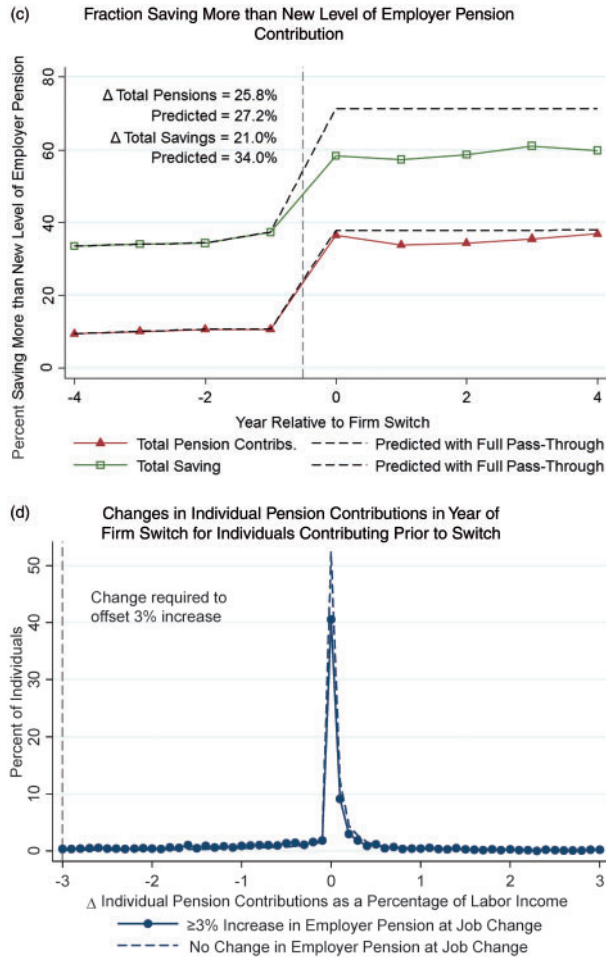 (c)
Fraction Saving More than New Level of Employer Pension
Contribution
Percent Saving More than New Level of Employer Pension
80
60
40
20
0
Δ Total Pensions = 25.8%
Predicted = 27.2%
Δ Total Savings = 21.0%
Predicted = 34.0%
-4
-2
0
2
4
Year Relative to Firm Switch
Total Pension Contribs.
Predicted with Full Pass-Through
Total Saving
Predicted with Full Pass-Through
(d)
Changes in Individual Pension Contributions in Year of
Firm Switch for Individuals Contributing Prior to Switch
Percent of Individuals
50
40
30
20
10
0
Change required to
offset 3% increase
-3
-2
-1
0
1
2
3
Δ Individual Pension Contributions as a Percentage of Labor Income
≥3% Increase in Employer Pension at Job Change
No Change in Employer Pension at Job Change